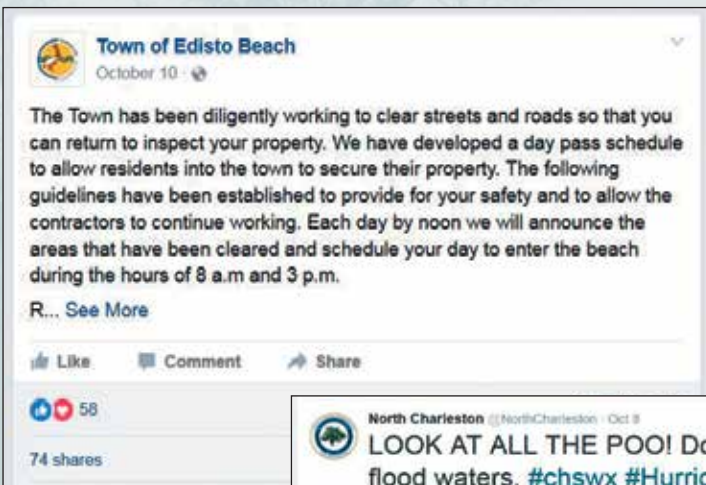 Town of Edisto Beach
October 10
The Town has been diligently working to clear streets and roads so that you
can return to inspect your property. We have developed a day pass schedule
to allow residents into the town to secure their property. The following
guidelines have been established to provide for your safety and to allow the
contractors to continue working. Each day by noon we will announce the
areas that have been cleared and schedule your day to enter the beach
during the hours of 8 a.m and 3 p.m.
R... See More
Like Comment Share
58
74 shares
North Charleston @NorthCharleston · Oct 8
LOOK AT ALL THE POO! Do
flood waters. #chswx #Hurric